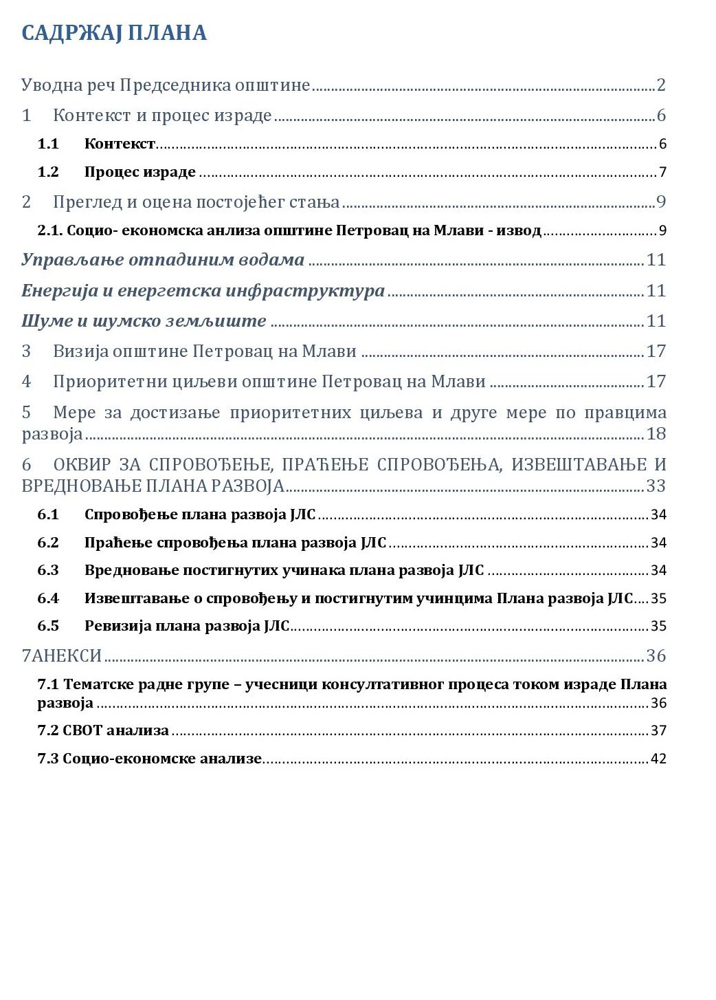 САДРЖАЈ ПЛАНА
Уводна реч Председника општине 2
1 Контекст и процес израде 6
1.1 Контекст 6
1.2 Процес израде 7
2 Преглед и оцена постојећег стања 9
2.1. Социо- економска анлиза општине Петровац на Млави - извод 9
Управљање отпадиним водама 11
Енергија и енергетска инфраструктура 11
Шуме и шумско земљиште 11
3 Визија општине Петровац на Млави 17
4 Приоритетни циљеви општине Петровац на Млави 17
5 Мере за достизање приоритетних циљева и друге мере по правцима
развоја 18
6 ОКВИР ЗА СПРОВОЂЕЊЕ, ПРАЋЕЊЕ СПРОВОЂЕЊА, ИЗВЕШТАВАЊЕ И
ВРЕДНОВАЊЕ ПЛАНА РАЗВОЈА 33
6.1 Спровођење плана развоја ЈЛС 34
6.2 Праћење спровођења плана развоја ЈЛС 34
6.3 Вредновање постигнутих учинака плана развоја ЈЛС 34
6.4 Извештавање о спровођењу и постигнутим учинцима Плана развоја ЈЛС 35
6.5 Ревизија плана развоја ЈЛС 35
7АНЕКСИ 36
7.1 Тематске радне групе – учесници консултативног процеса током израде Плана
развоја 36
7.2 СВОТ анализа 37
7.3 Социо-економске анализе 42